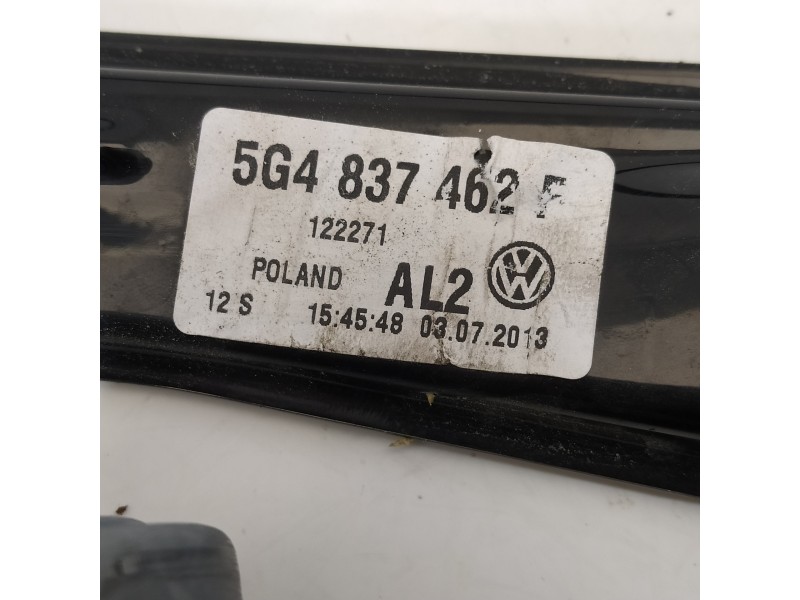 5G4 837 462 F
122271
POLAND AL2
12 S 15:45:48 03.07.2013